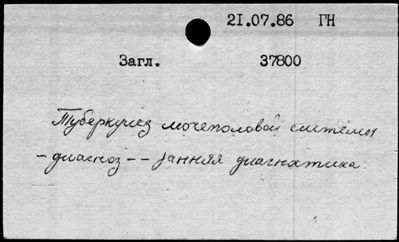 21.07.86 ГН
Загл. 37800
Туберкулез мочеполовой системы
- диагноз -- ранняя диагностика